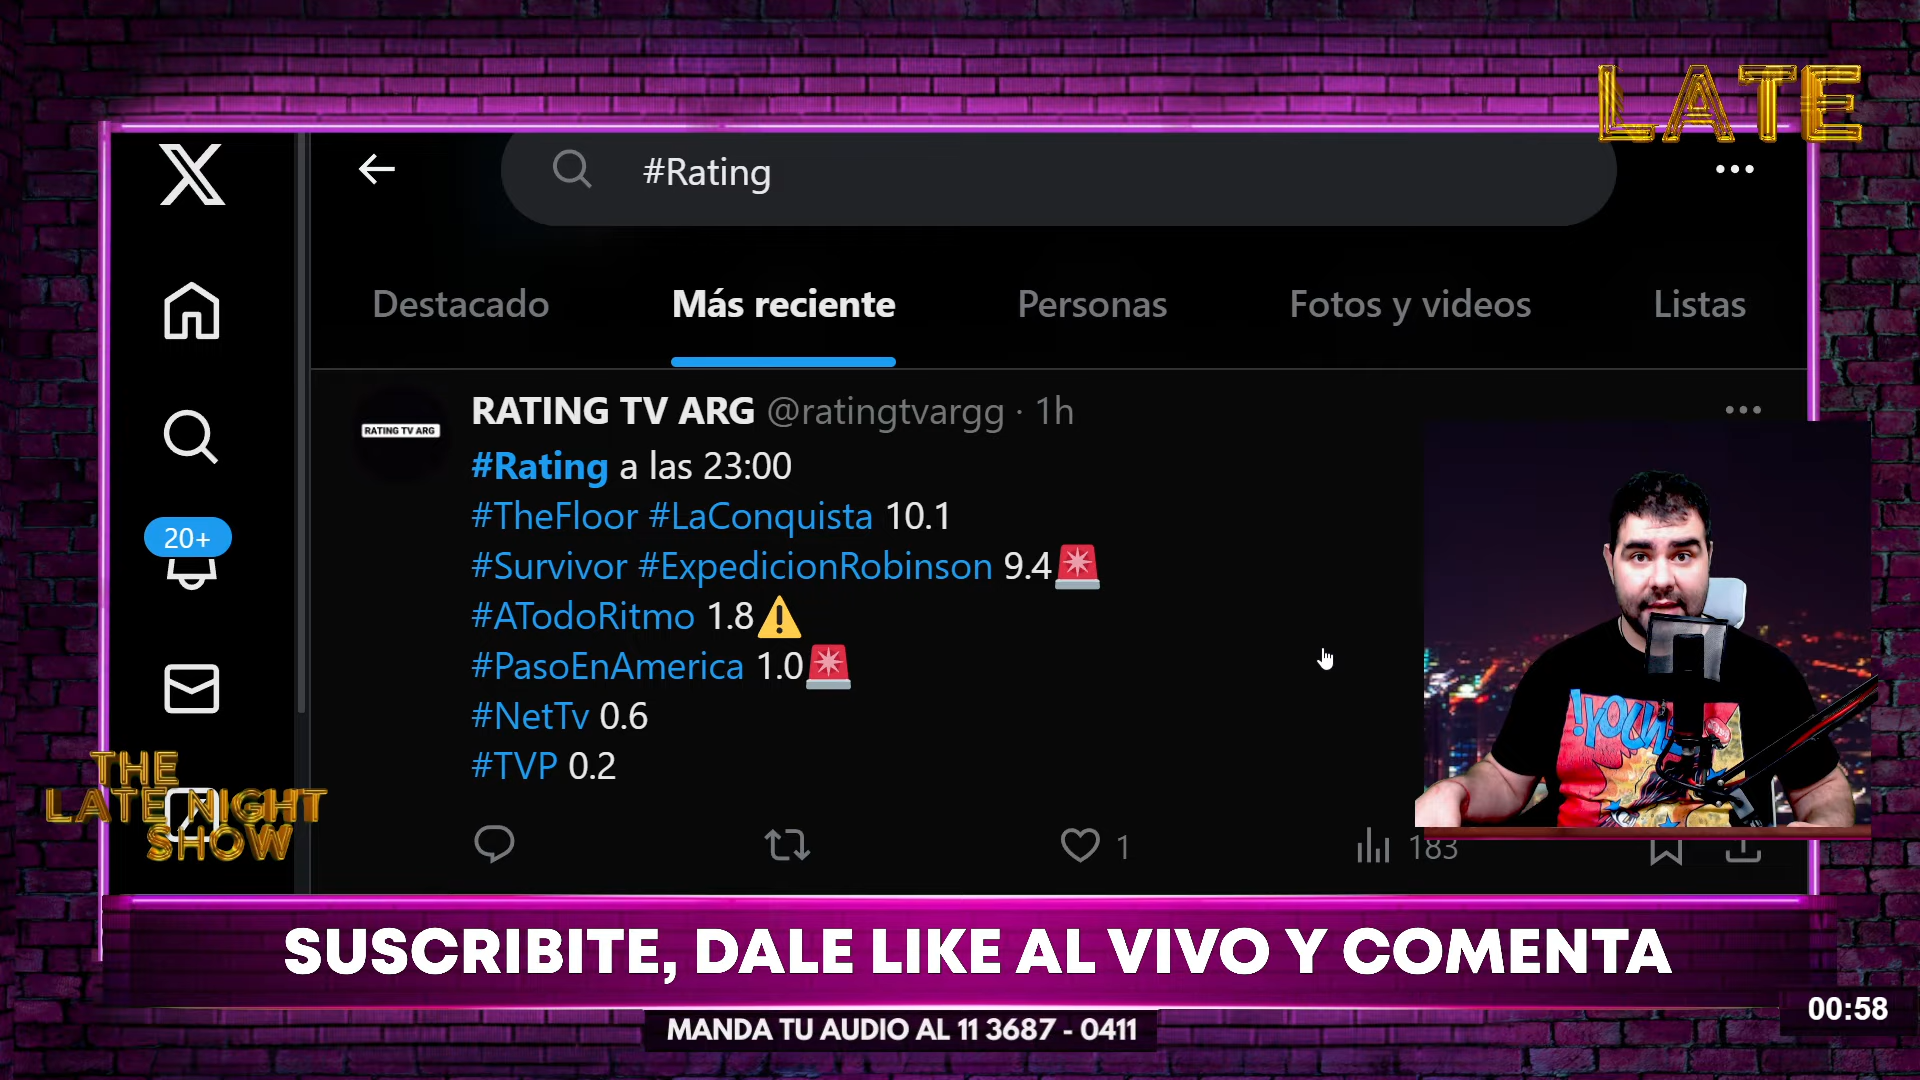 LATE
#Rating
Destacado
Más reciente
Personas
Fotos y videos
Listas
RATING TV ARG
RATING TV ARG @ratingtvargg · 1h
#Rating a las 23:00
#TheFloor #LaConquista 10.1
#Survivor #ExpedicionRobinson 9.4
#ATodoRitmo 1.8
#PasoEnAmerica 1.0
#NetTv 0.6
#TVP 0.2
20+
1
183
THE
LATE NIGHT
SHOW
SUSCRIBITE, DALE LIKE AL VIVO Y COMENTA
MANDA TU AUDIO AL 11 3687 - 0411
00:58